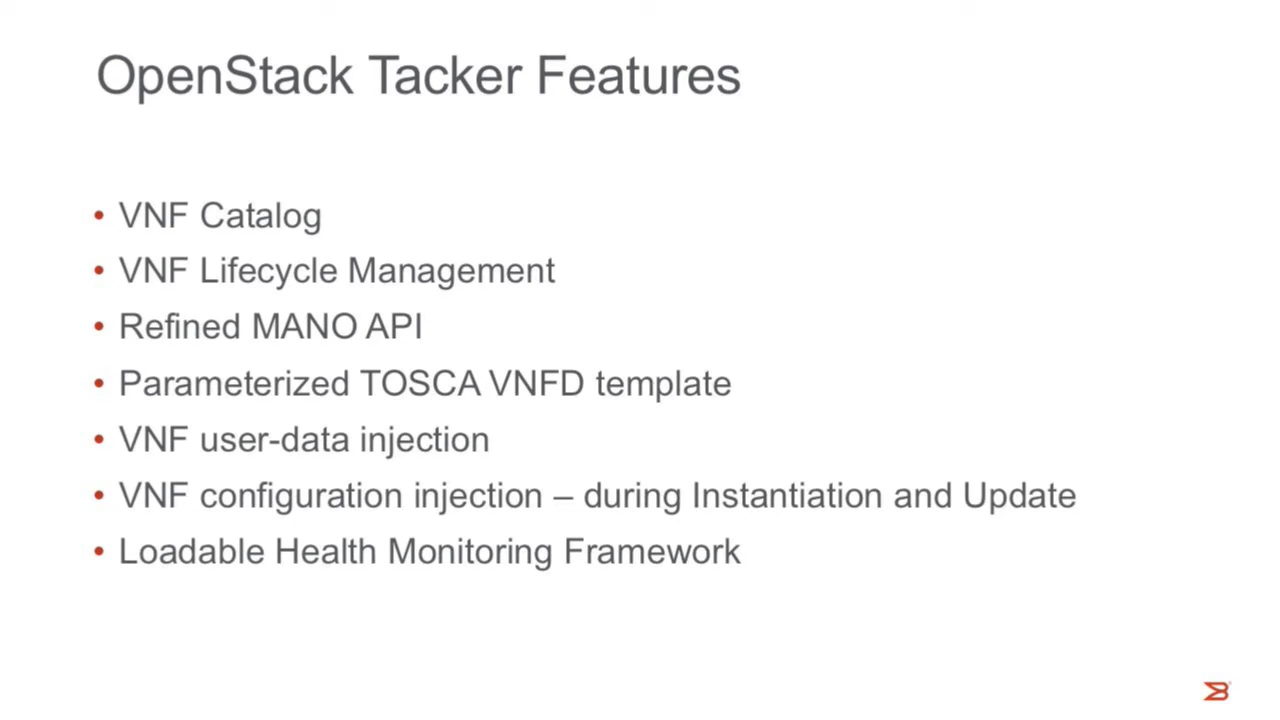 OpenStack Tacker Features
• VNF Catalog
• VNF Lifecycle Management
• Refined MANO API
• Parameterized TOSCA VNFD template
• VNF user-data injection
• VNF configuration injection – during Instantiation and Update
• Loadable Health Monitoring Framework